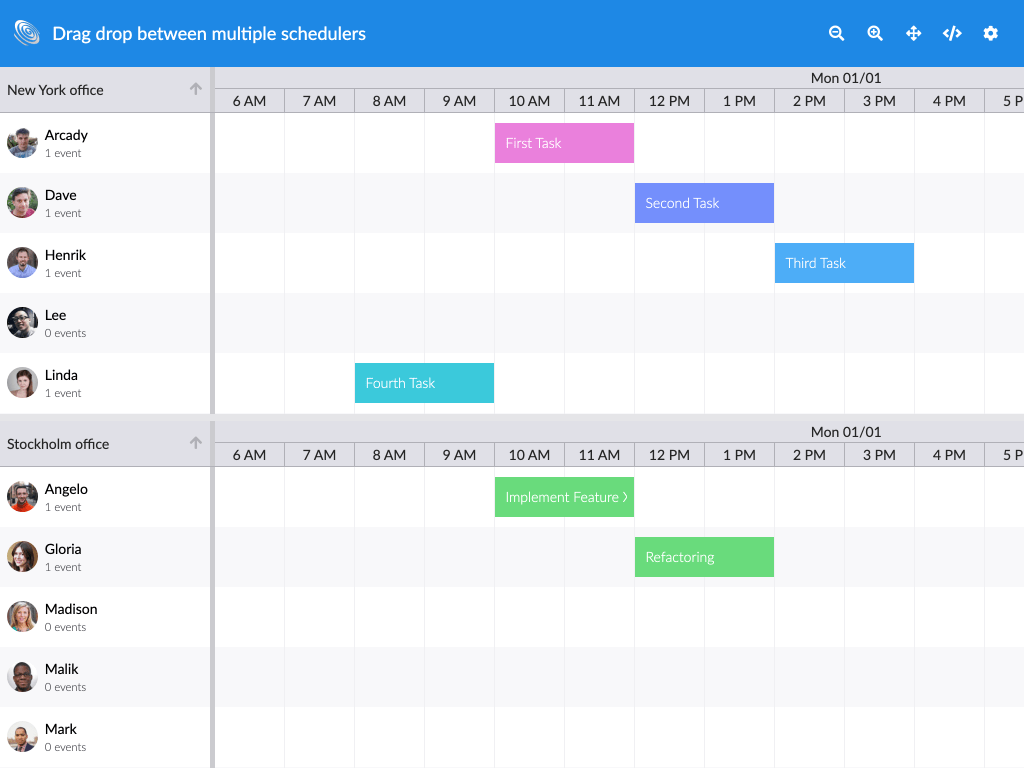 Drag drop between multiple schedulers
New York office
Mon 01/01
6 AM 7 AM 8 AM 9 AM 10 AM 11 AM 12 PM 1 PM 2 PM 3 PM 4 PM 5 P
Arcady
1 event
First Task
Dave
1 event
Second Task
Henrik
1 event
Third Task
Lee
0 events
Linda
1 event
Fourth Task
Stockholm office
Mon 01/01
6 AM 7 AM 8 AM 9 AM 10 AM 11 AM 12 PM 1 PM 2 PM 3 PM 4 PM 5 P
Angelo
1 event
Implement Feature X
Gloria
1 event
Refactoring
Madison
0 events
Malik
0 events
Mark
0 events